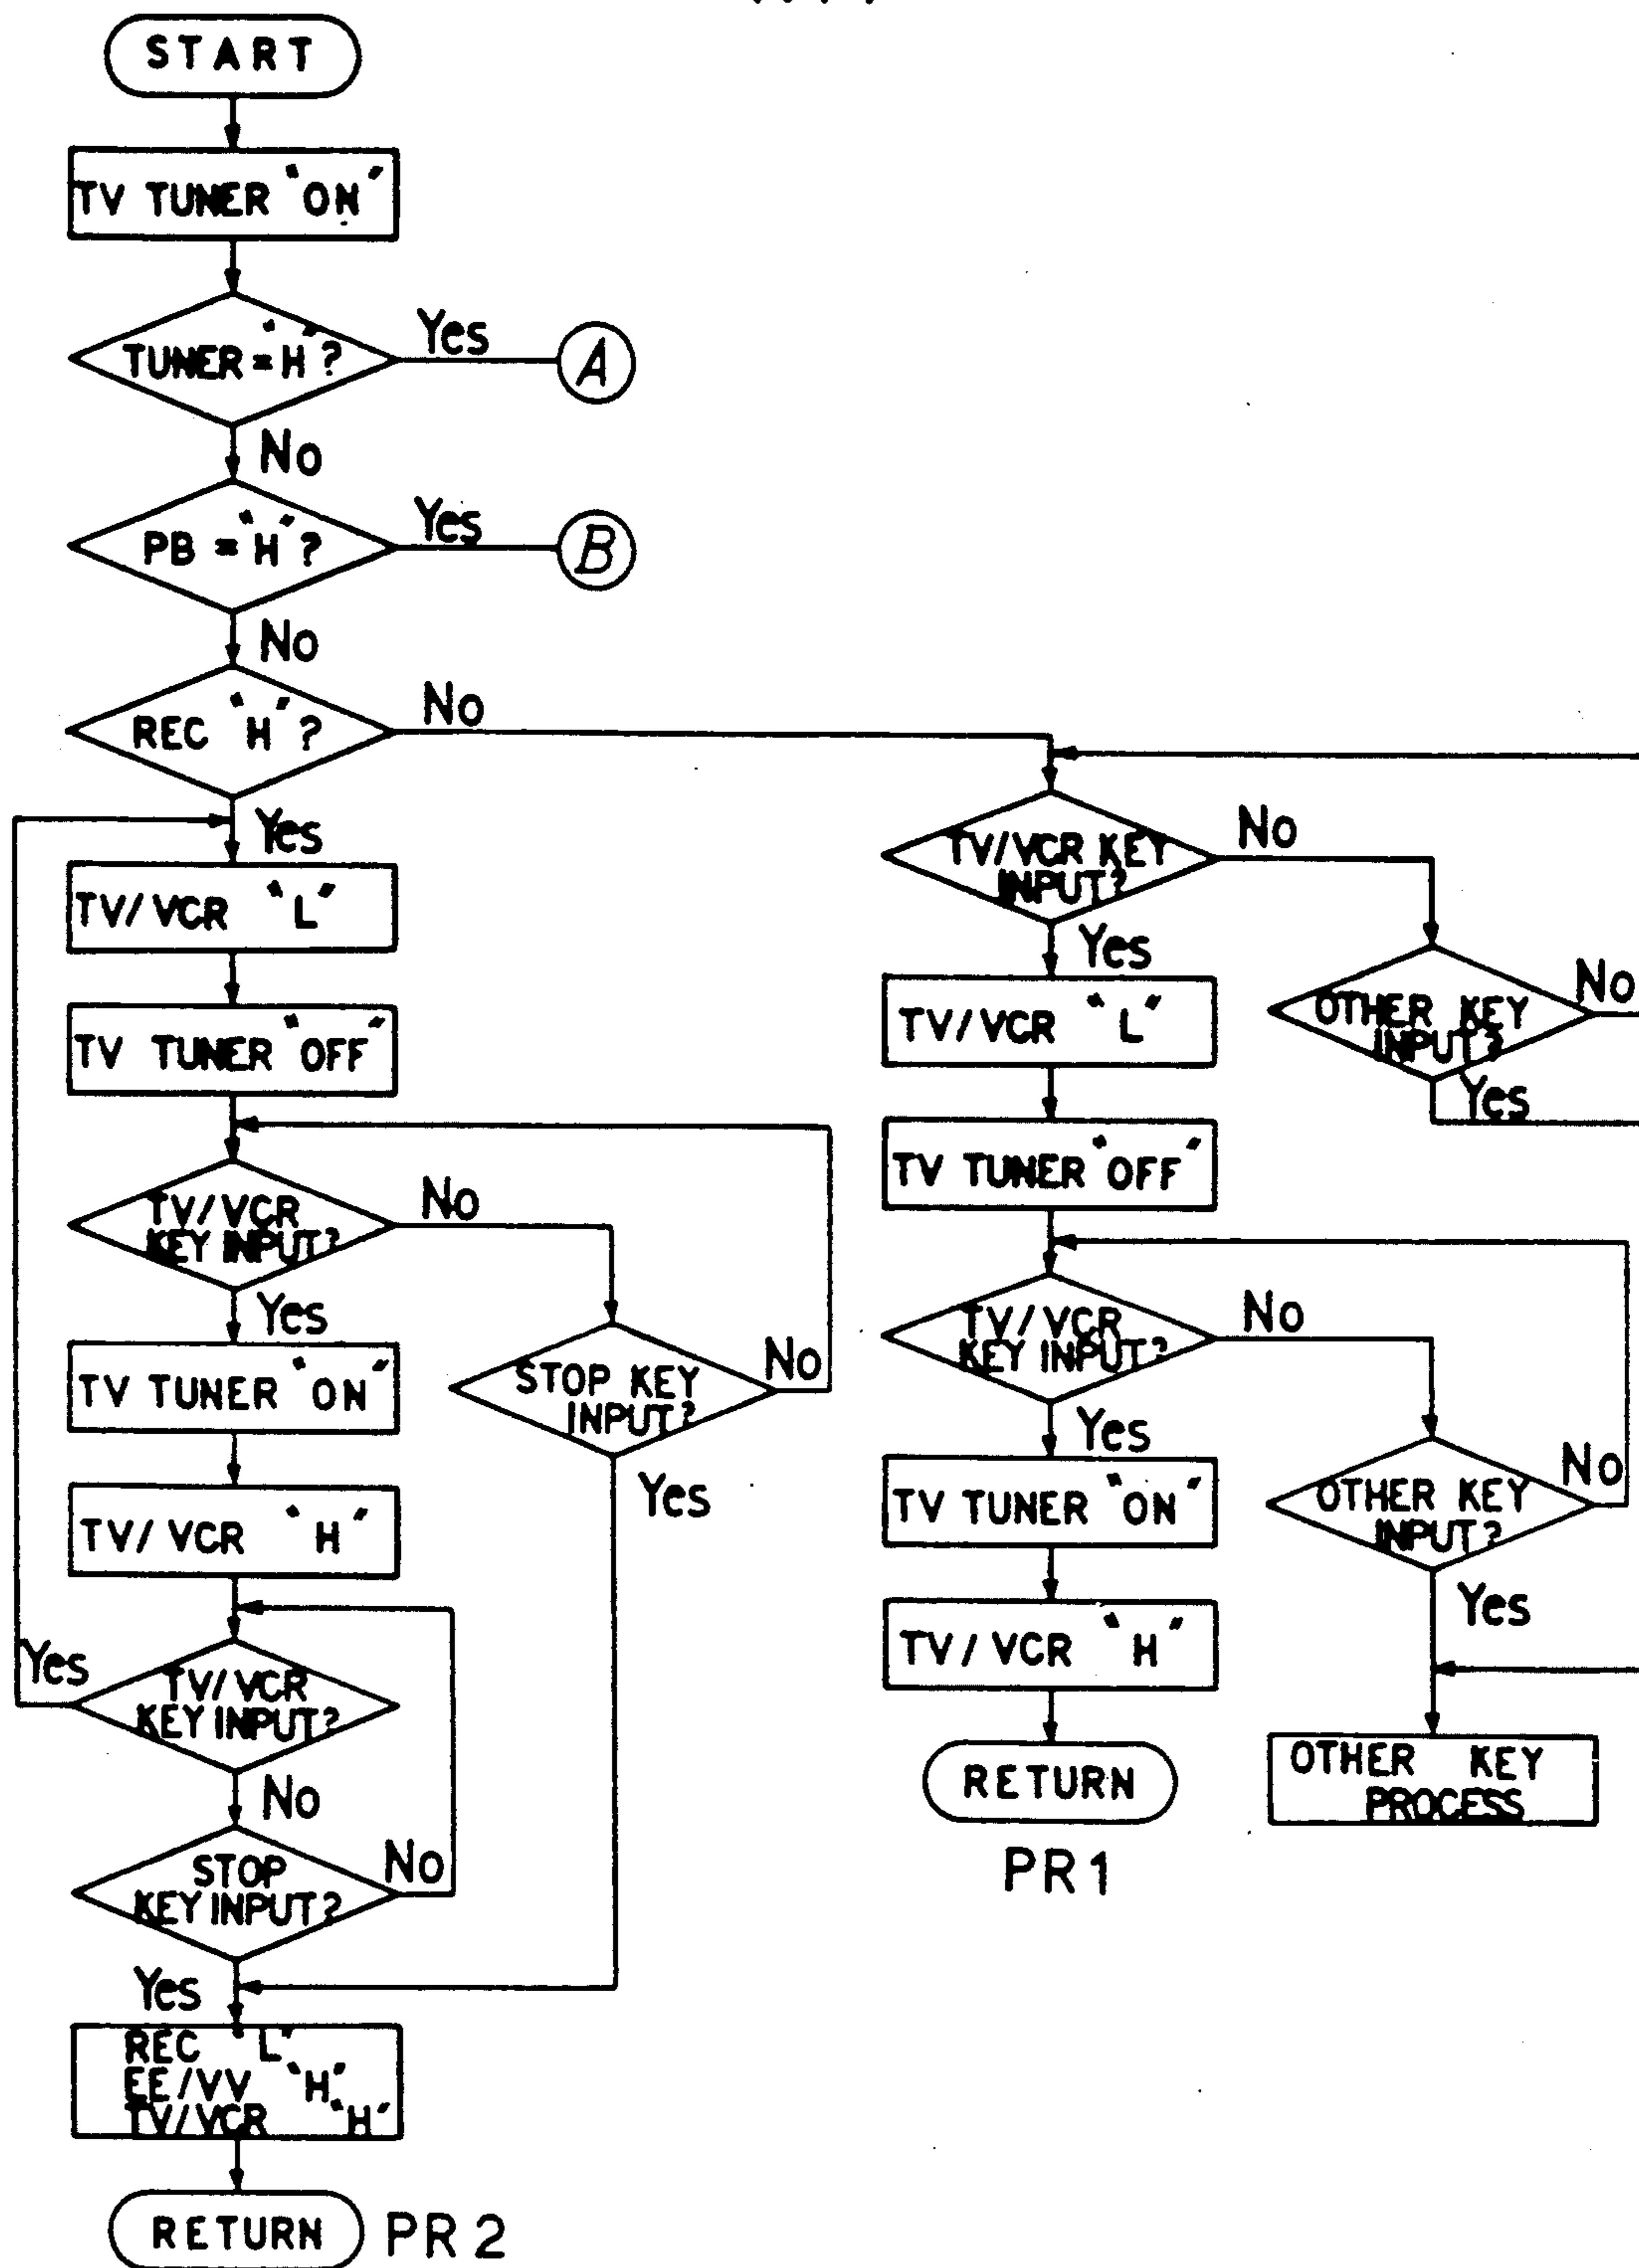 START
TV TUNER "ON"
TUNER = "H" ?
Yes
A
No
PB = "H" ?
Yes
B
No
REC "H" ?
No
Yes
TV/VCR "L"
TV TUNER "OFF"
TV/VCR
KEY INPUT?
No
Yes
STOP KEY
INPUT?
No
Yes
TV TUNER "ON"
TV/VCR "H"
TV/VCR
KEY INPUT?
Yes
No
STOP
KEY INPUT?
No
Yes
REC "L"
EE/VV "H"
TV/VCR "H"
RETURN
PR 2
TV/VCR KEY
INPUT?
No
Yes
OTHER KEY
INPUT?
No
Yes
TV/VCR "L"
TV TUNER "OFF"
TV/VCR
KEY INPUT?
No
Yes
OTHER KEY
INPUT?
No
Yes
TV TUNER "ON"
TV/VCR "H"
RETURN
PR 1
OTHER KEY
PROCESS